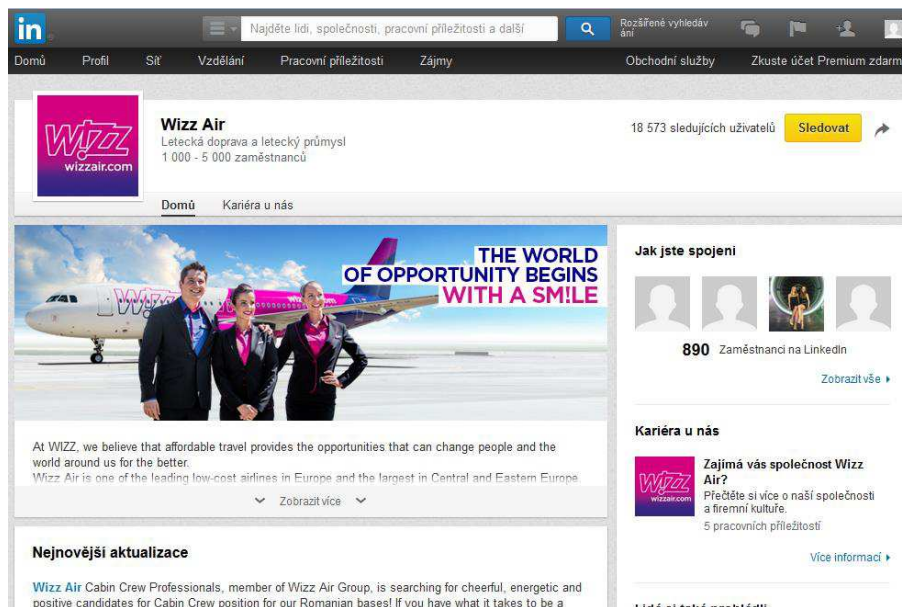 in
Najděte lidi, společnosti, pracovní příležitosti a další
Rozšířené vyhledáv
ání
Domů Profil Síť Vzdělání Pracovní příležitosti Zájmy Obchodní služby Zkuste účet Premium zdarm
WIZZ
wizzair.com
Wizz Air
Letecká doprava a letecký průmysl
1 000 - 5 000 zaměstnanců
18 573 sledujících uživatelů Sledovat
Domů Kariéra u nás
THE WORLD
OF OPPORTUNITY BEGINS
WITH A SM!LE
At WIZZ, we believe that affordable travel provides the opportunities that can change people and the
world around us for the better.
Wizz Air is one of the leading low-cost airlines in Europe and the largest in Central and Eastern Europe
Zobrazit více
Nejnovější aktualizace
Wizz Air Cabin Crew Professionals, member of Wizz Air Group, is searching for cheerful, energetic and
positive candidates for Cabin Crew position for our Romanian bases! If you have what it takes to be a
Jak jste spojeni
890 Zaměstnanci na LinkedIn
Zobrazit vše
Kariéra u nás
WIZZ
wizzair.com
Zajímá vás společnost Wizz
Air?
Přečtěte si více o naší společnosti
a firemní kultuře.
5 pracovních příležitostí
Více informací